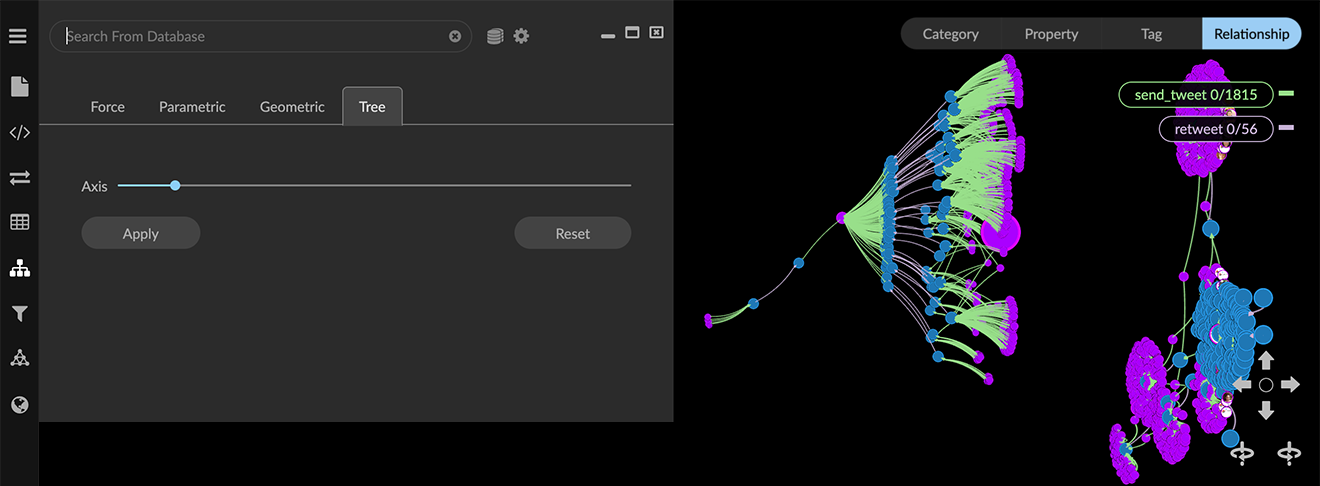 Search From Database
Category Property Tag Relationship
send_tweet 0/1815
retweet 0/56
Force Parametric Geometric Tree
Axis
Apply Reset